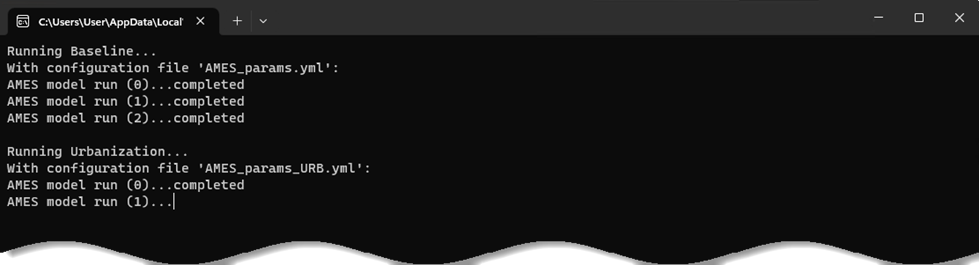 C:\Users\User\AppData\Local\
Running Baseline...
With configuration file 'AMES_params.yml':
AMES model run (0)...completed
AMES model run (1)...completed
AMES model run (2)...completed
Running Urbanization...
With configuration file 'AMES_params_URB.yml':
AMES model run (0)...completed
AMES model run (1)...